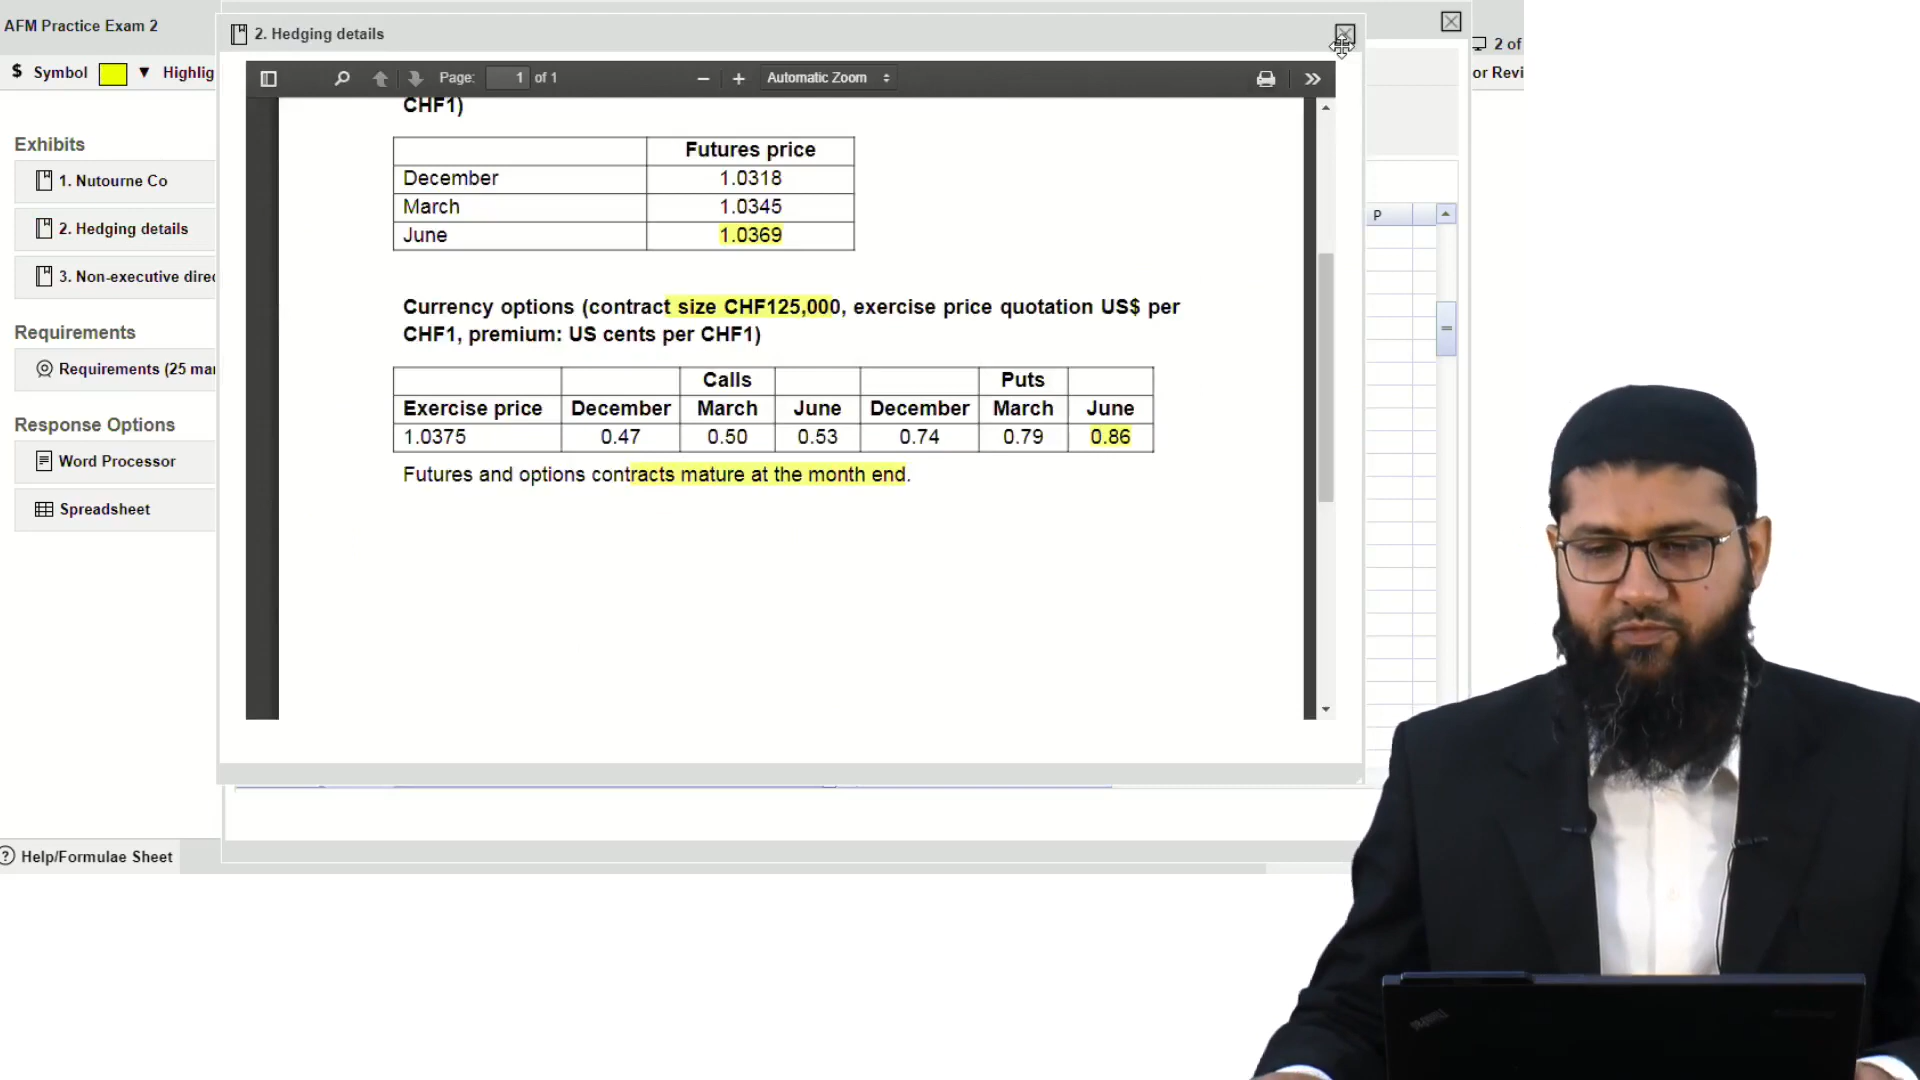 AFM Practice Exam 2
$ Symbol ▼ Highlig
2. Hedging details
2 of
or Revi
Page: 1 of 1
Automatic Zoom
Exhibits
1. Nutourne Co
2. Hedging details
3. Non-executive dire
Requirements
Requirements (25 mar
Response Options
Word Processor
Spreadsheet
Help/Formulae Sheet
CHF1)
Futures price
December 1.0318
March 1.0345
June 1.0369
Currency options (contract size CHF125,000, exercise price quotation US$ per
CHF1, premium: US cents per CHF1)
Calls Puts
Exercise price December March June December March June
1.0375 0.47 0.50 0.53 0.74 0.79 0.86
Futures and options contracts mature at the month end.
P